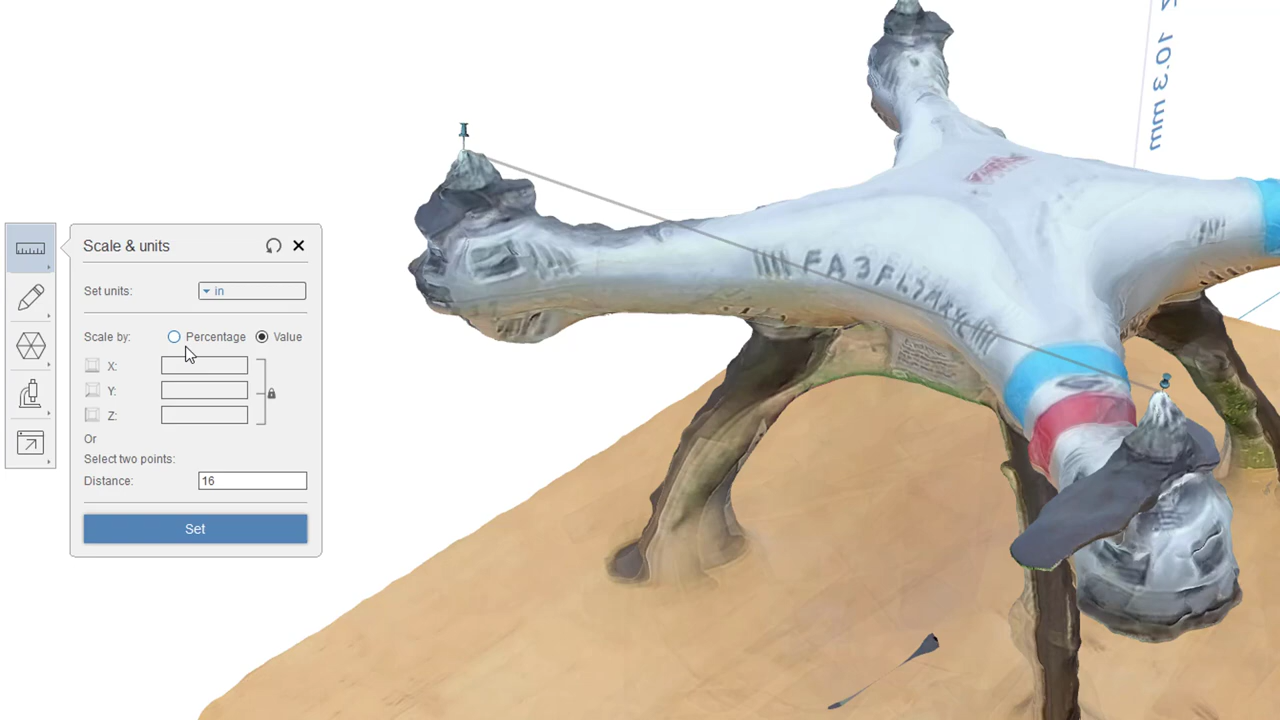 Scale & units
Set units: in
Scale by: Percentage Value
X:
Y:
Z:
Or
Select two points:
Distance: 16
Set
10.3 mm